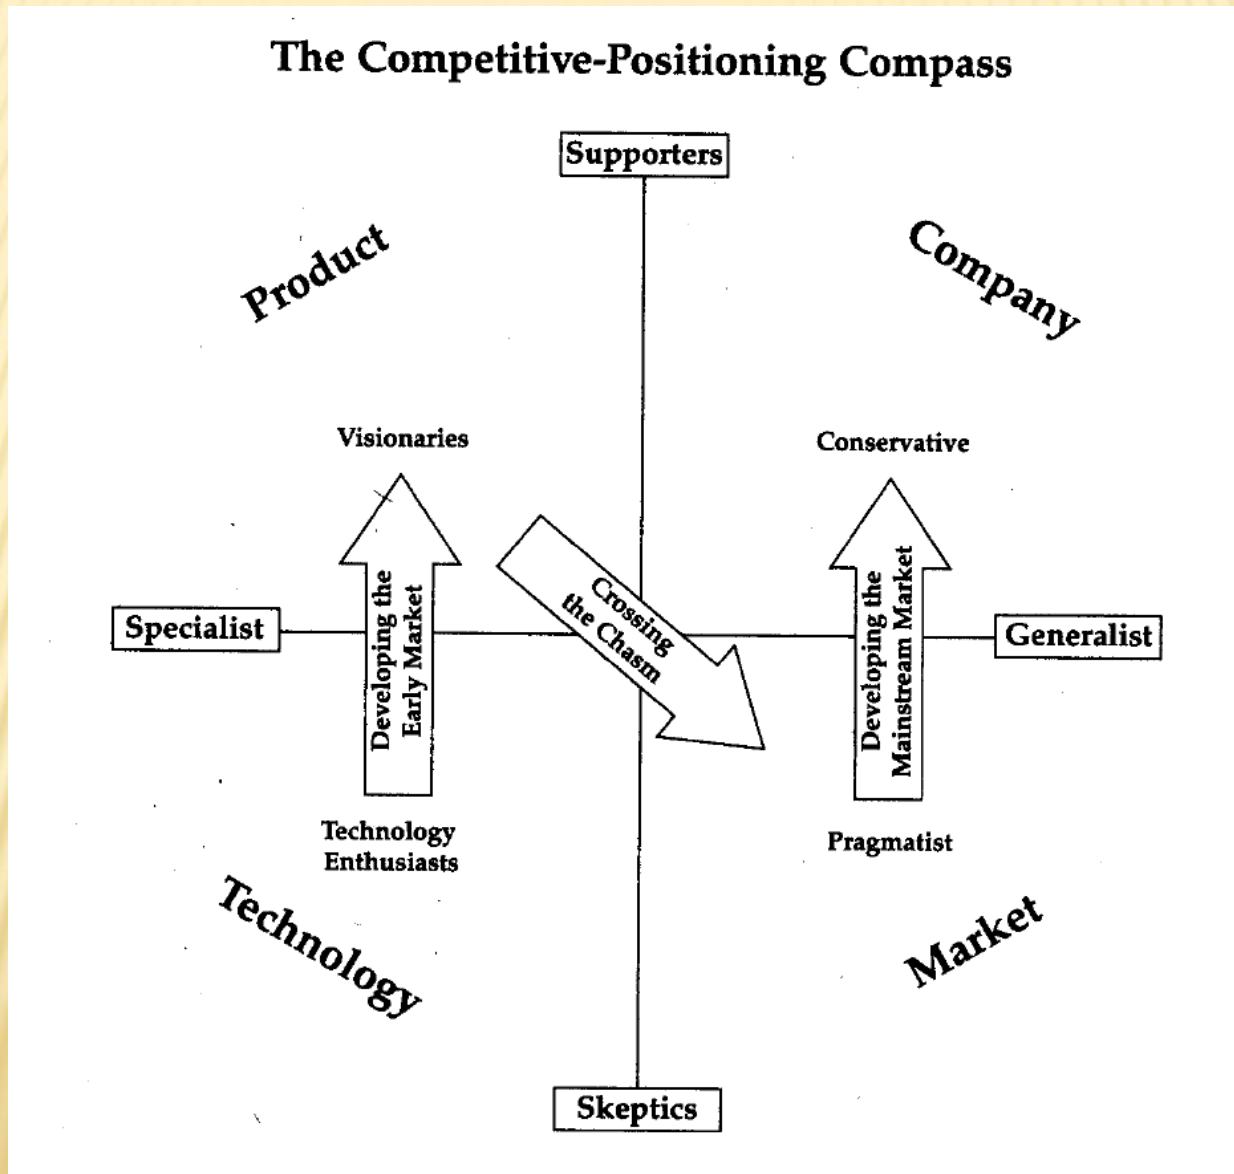 The Competitive-Positioning Compass
Supporters
Product
Company
Visionaries
Conservative
Developing the
Early Market
Crossing
the Chasm
Developing the
Mainstream Market
Specialist
Generalist
Technology
Enthusiasts
Pragmatist
Technology
Market
Skeptics